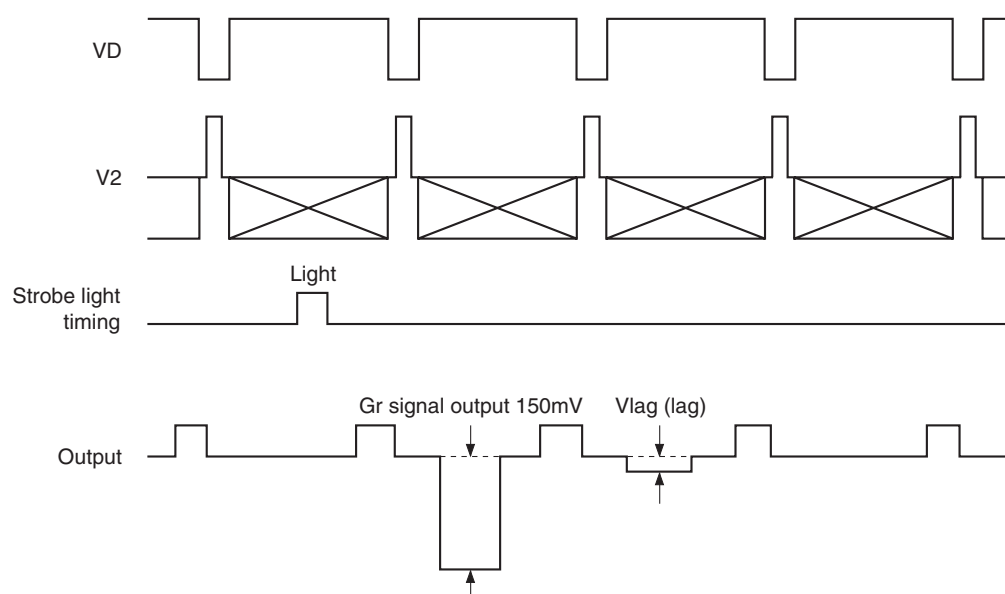 VD
V2
Light
Strobe light
timing
Gr signal output 150mV
Vlag (lag)
Output